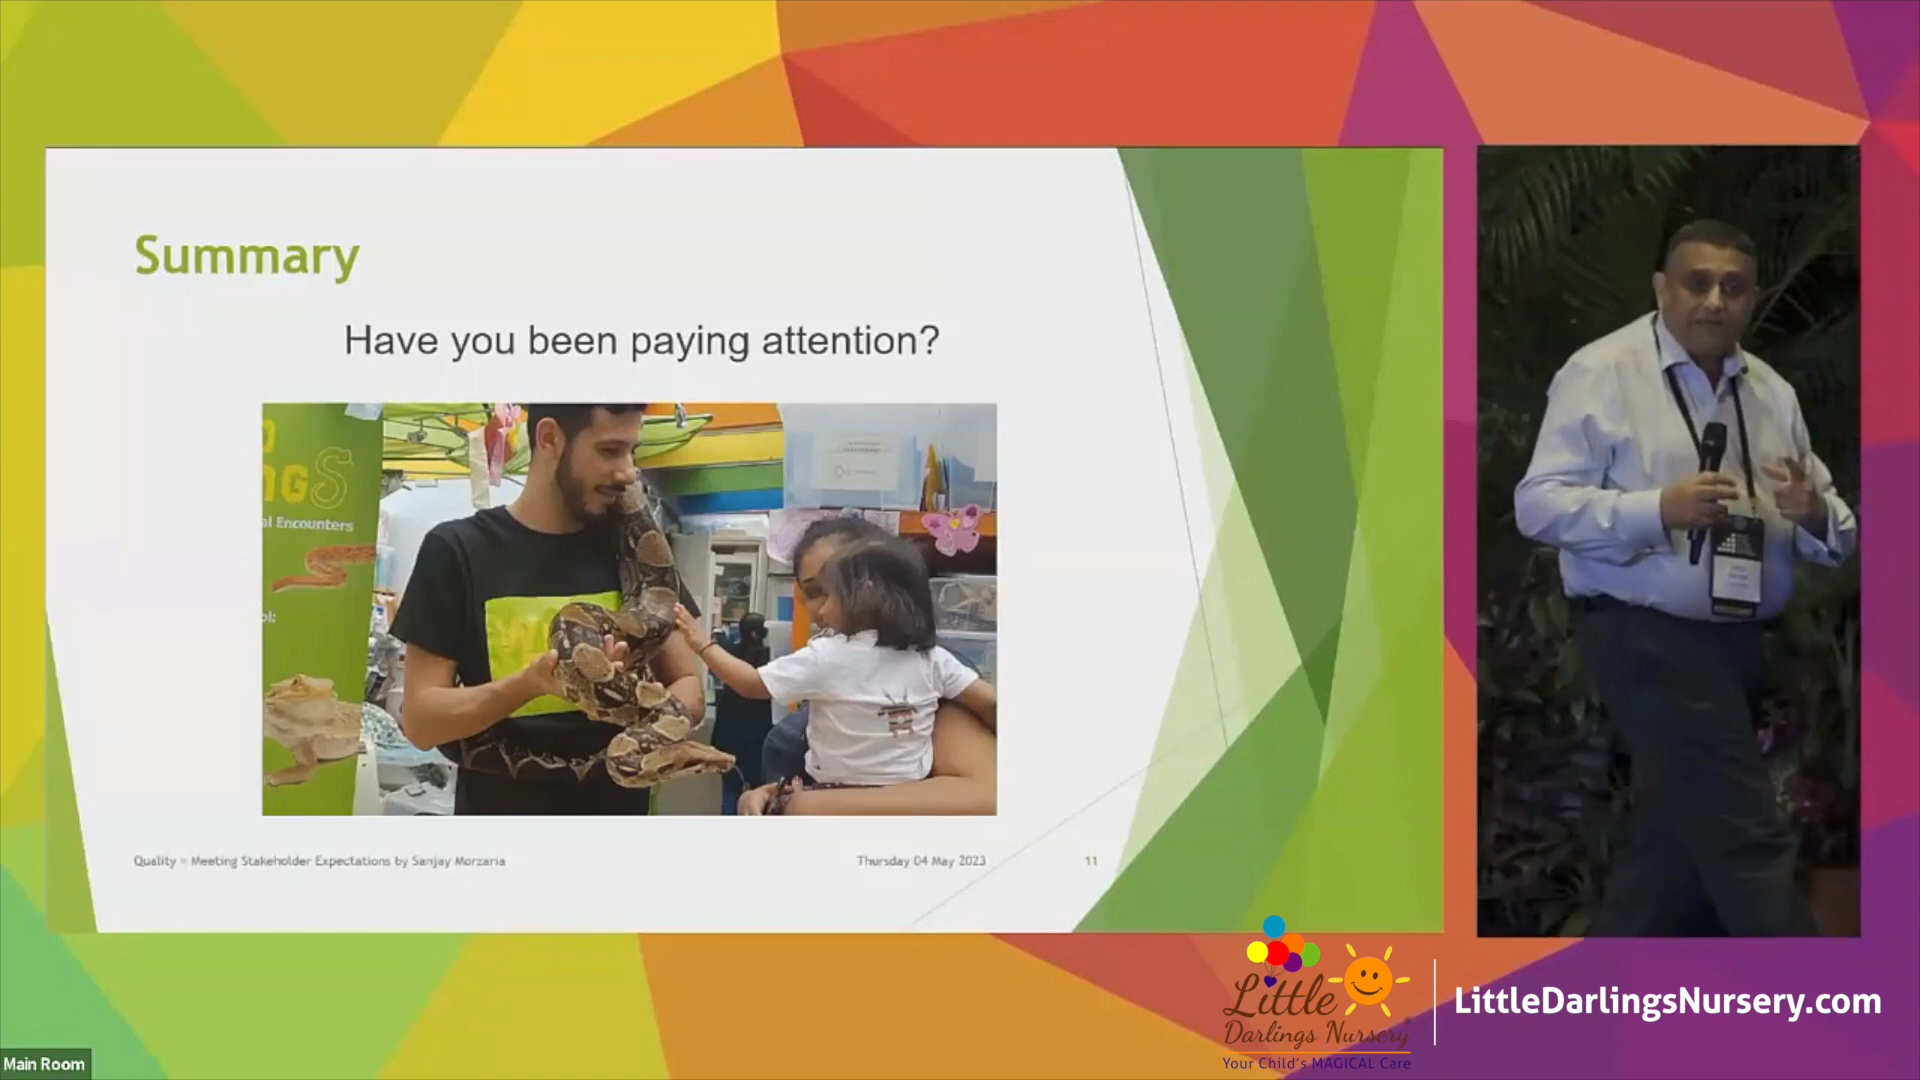 Summary
Have you been paying attention?
al Encounters
Quality = Meeting Stakeholder Expectations by Sanjay Morzaria
Thursday 04 May 2023
11
Little
Darlings Nursery®
Your Child's MAGICAL Care
LittleDarlingsNursery.com
Main Room